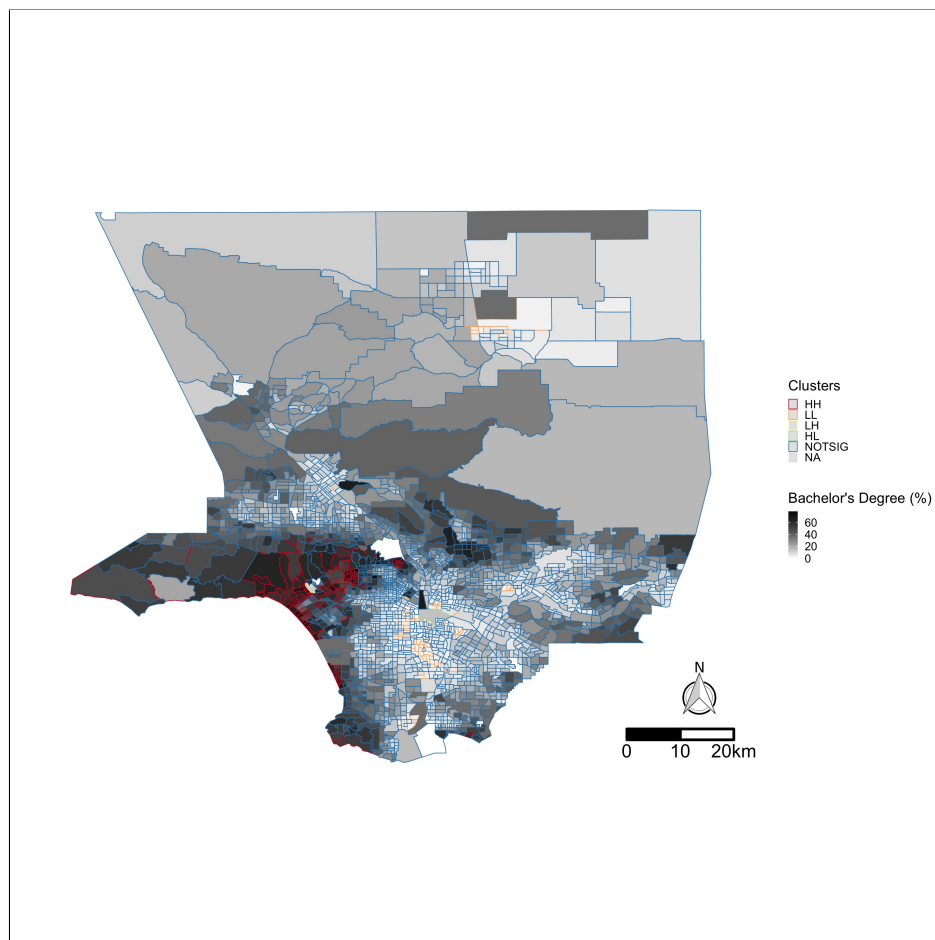 Clusters
HH
LL
LH
HL
NOTSIG
NA
Bachelor's Degree (%)
60
40
20
0
N
0 10 20km